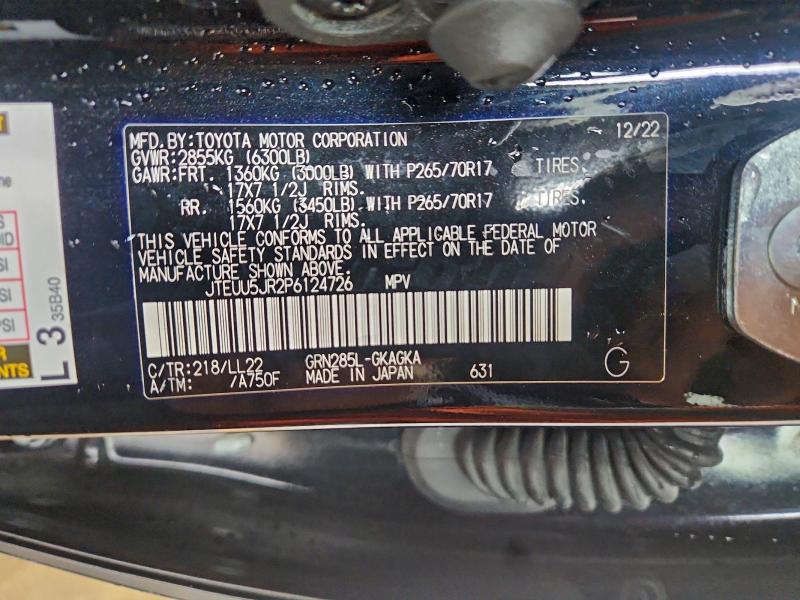 MFD.BY:TOYOTA MOTOR CORPORATION 12/22
GVWR:2855KG (6300LB)
GAWR:FRT. 1360KG (3000LB) WITH P265/70R17 TIRES.
17X7 1/2J RIMS.
RR. 1560KG (3450LB) WITH P265/70R17 TIRES.
17X7 1/2J RIMS.
THIS VEHICLE CONFORMS TO ALL APPLICABLE FEDERAL MOTOR
VEHICLE SAFETY STANDARDS IN EFFECT ON THE DATE OF
MANUFACTURE SHOWN ABOVE.
JTEUU5JR2P6124726 MPV
C/TR:218/LL22 GRN285L-GKAGKA
A/TM: /A750F MADE IN JAPAN 631 G
L 3
35B40